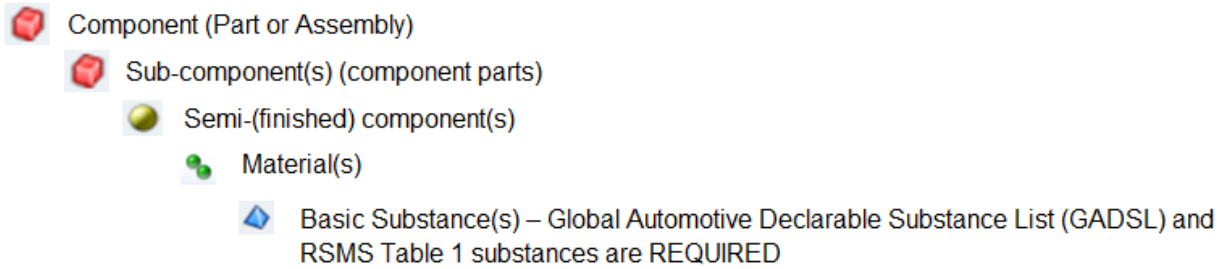 Component (Part or Assembly)
Sub-component(s) (component parts)
Semi-(finished) component(s)
Material(s)
Basic Substance(s) – Global Automotive Declarable Substance List (GADSL) and
RSMS Table 1 substances are REQUIRED